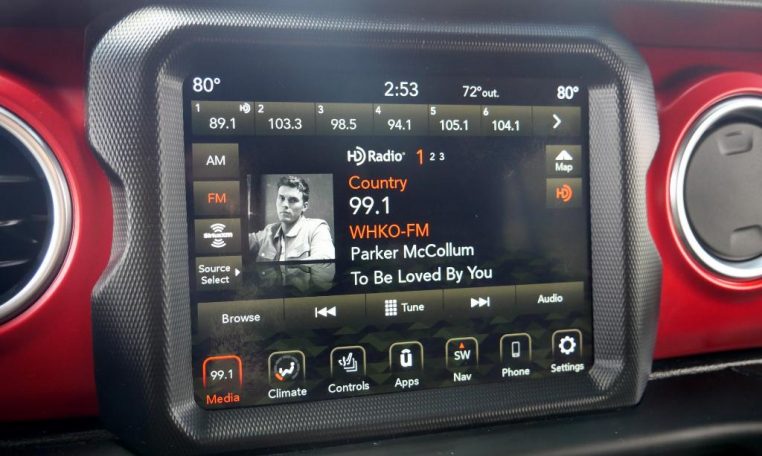 80° 2:53 72°out. 80°
1 HD 2 3 4 5 6
89.1 103.3 98.5 94.1 105.1 104.1
AM HD Radio 1 2 3 Map
Country
FM 99.1 HD
WHKO-FM
SiriusXM Parker McCollum
Source
Select To Be Loved By You
Browse Tune Audio
99.1 SW
Media Climate Controls Apps Nav Phone Settings